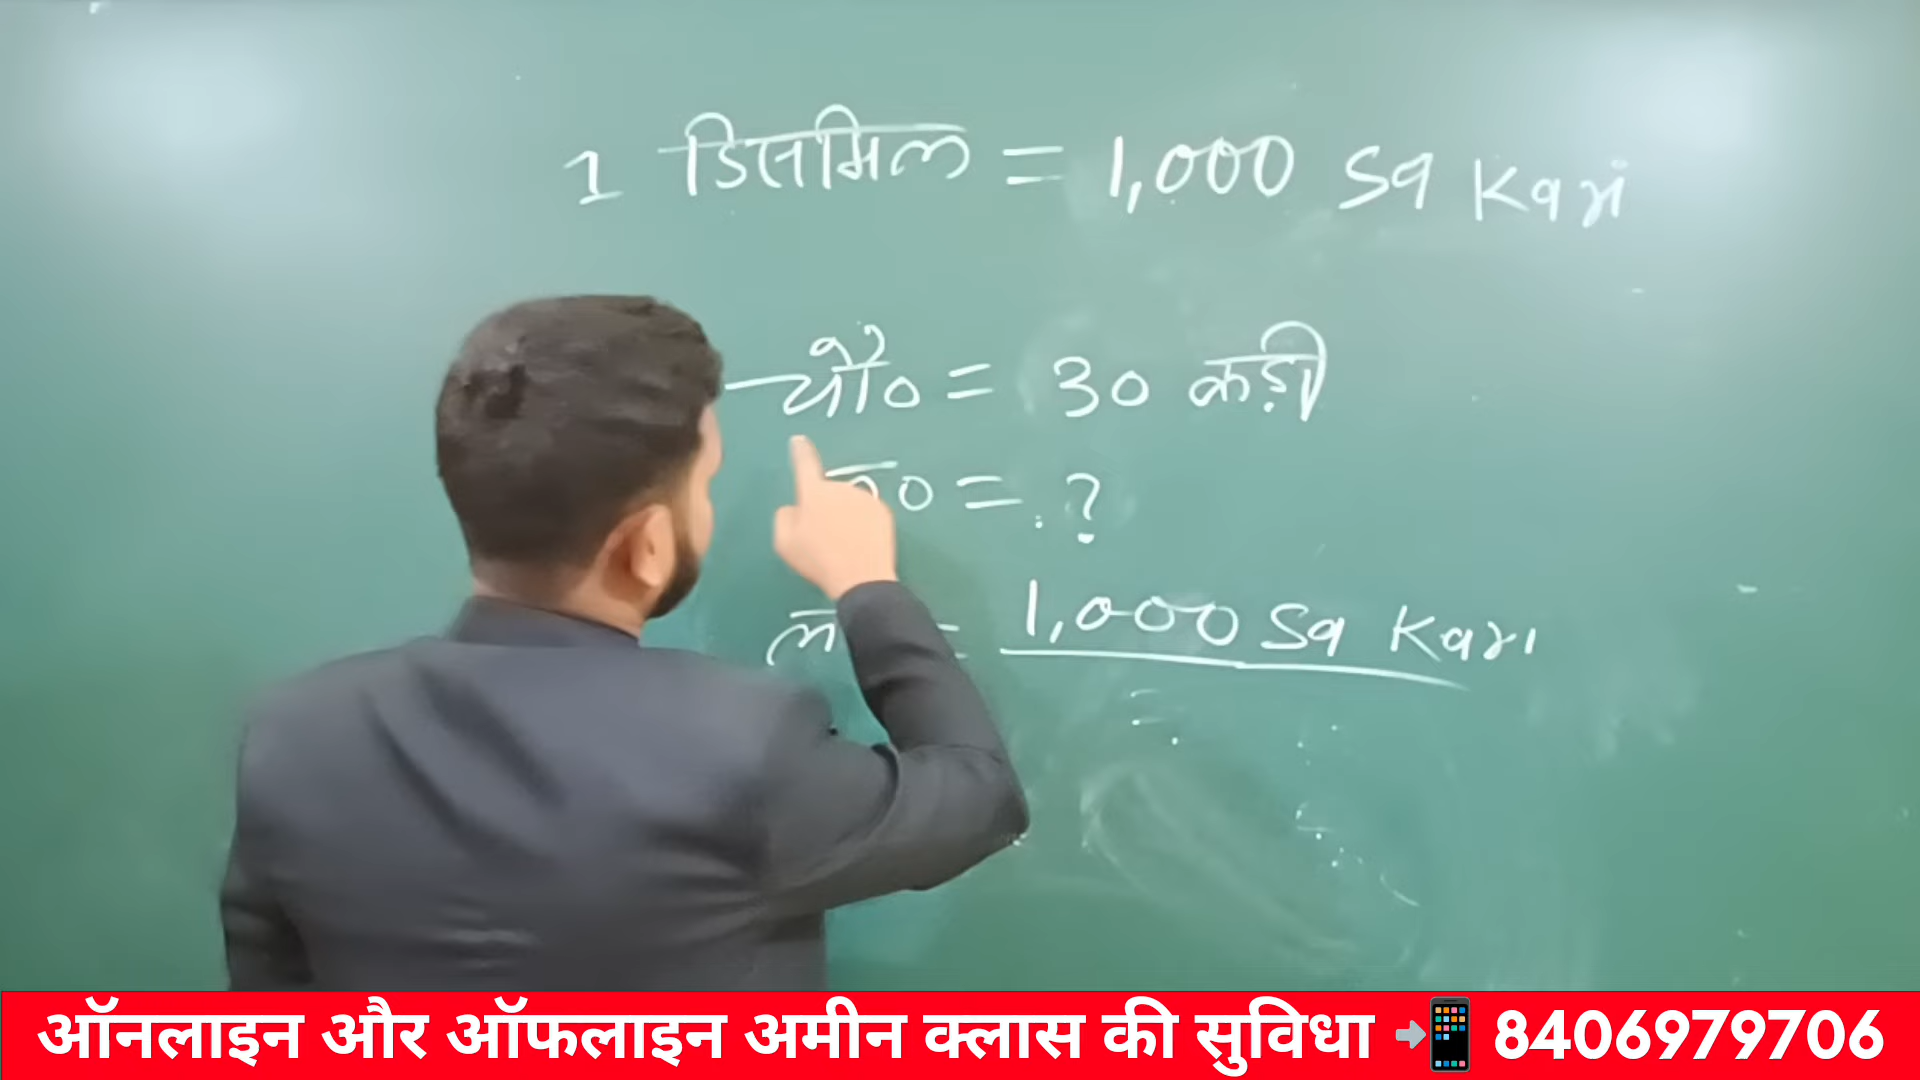 1 डिसमिल = 1,000 Sq Kari
चौ० = 30 कड़ी
० = ?
= 1,000 Sq Kari
ऑनलाइन और ऑफलाइन अमीन क्लास की सुविधा 8406979706